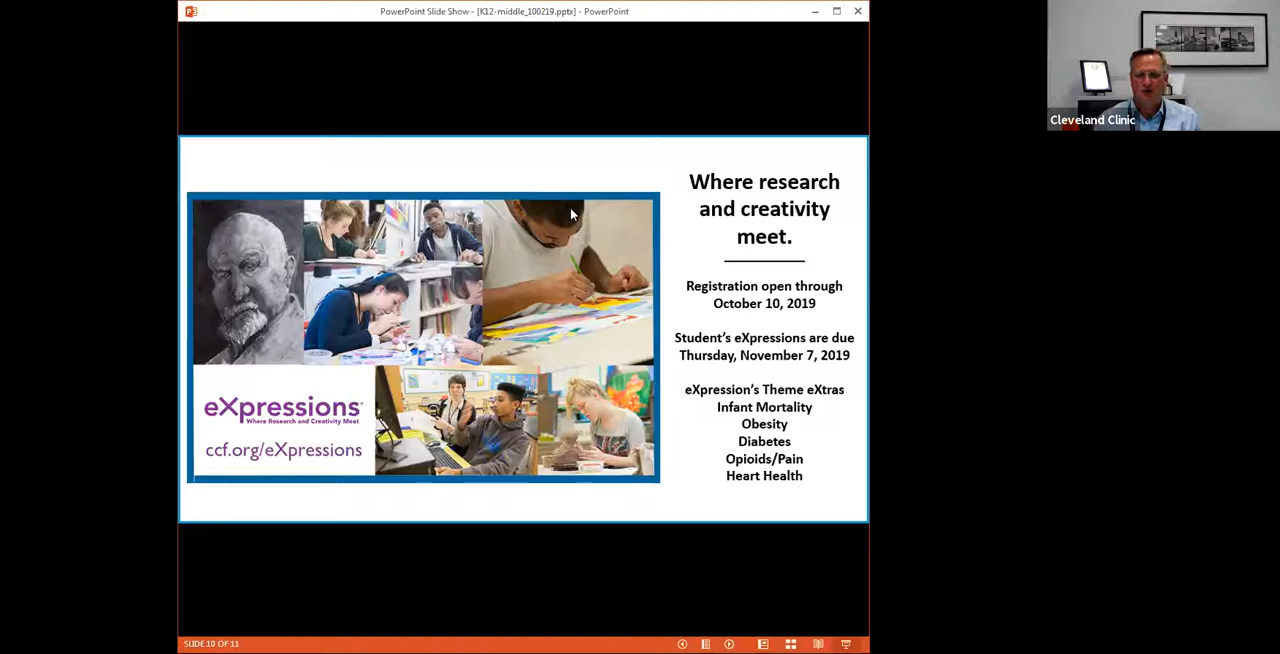 PowerPoint Slide Show - [K12-middle_100219.pptx] - PowerPoint
Cleveland Clinic
Where research
and creativity
meet.
Registration open through
October 10, 2019
Student's eXpressions are due
Thursday, November 7, 2019
eXpression's Theme eXtras
Infant Mortality
Obesity
Diabetes
Opioids/Pain
Heart Health
eXpressions
Where Research and Creativity Meet
ccf.org/eXpressions
SLIDE 10 OF 11